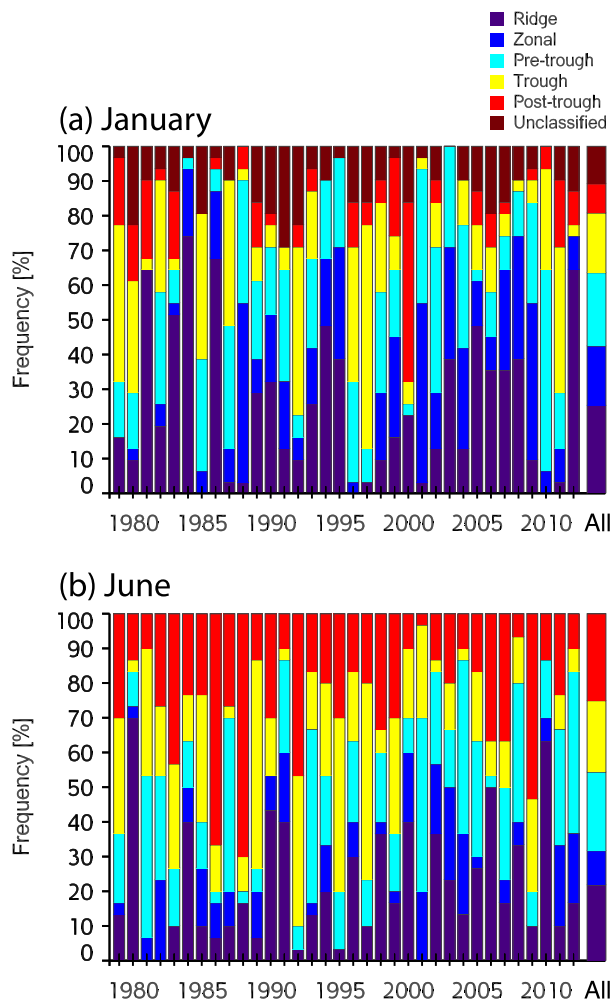 Ridge
Zonal
Pre-trough
Trough
Post-trough
Unclassified
(a) January
Frequency [%]
100
90
80
70
60
50
40
30
20
10
0
1980 1985 1990 1995 2000 2005 2010 All
(b) June
Frequency [%]
100
90
80
70
60
50
40
30
20
10
0
1980 1985 1990 1995 2000 2005 2010 All